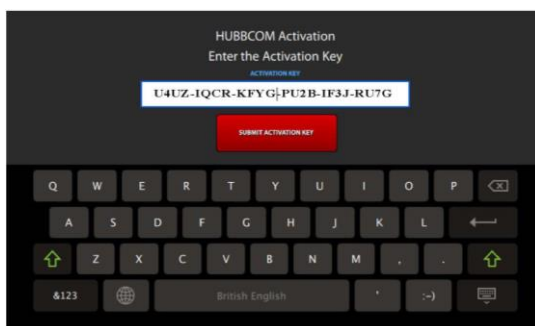 HUBBCOM Activation
Enter the Activation Key
ACTIVATION KEY
U4UZ-IQCR-KFYG-PU2B-IF3J-RU7G
SUBMIT ACTIVATION KEY
Q W E R T Y U I O P
A S D F G H J K L
Z X C V B N M , .
&123 British English ' :-)